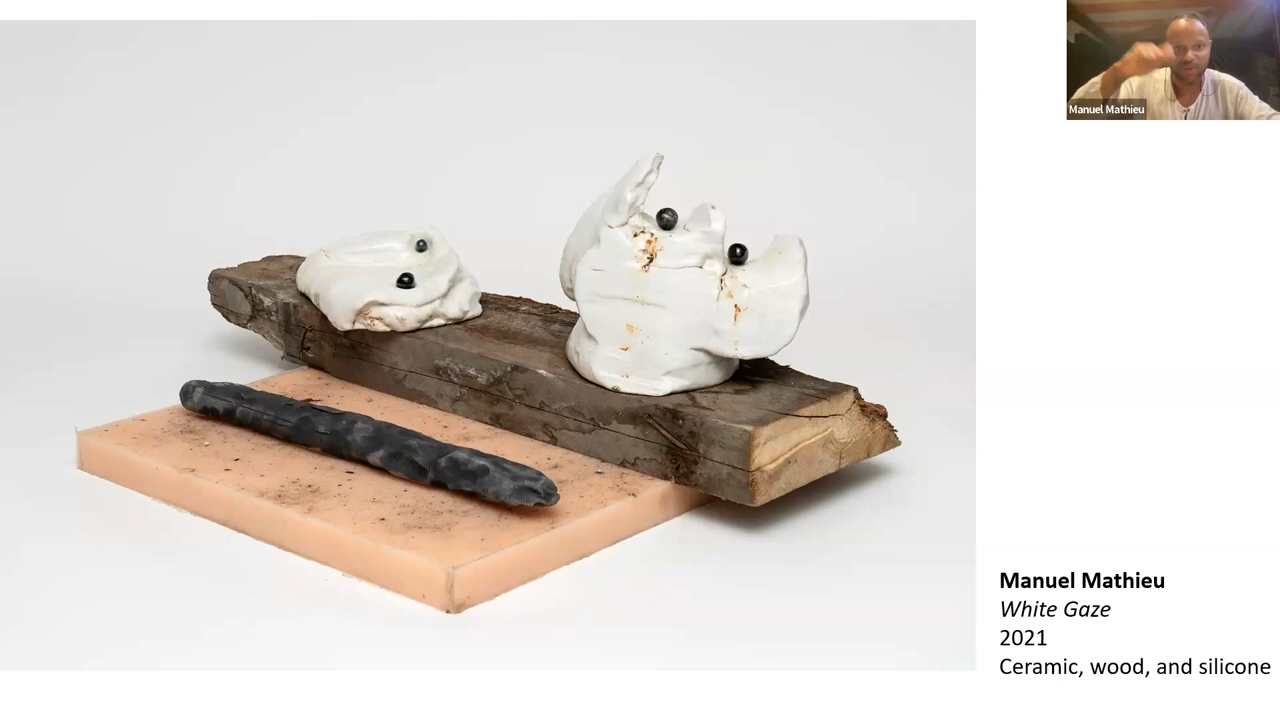 Manuel Mathieu
Manuel Mathieu
White Gaze
2021
Ceramic, wood, and silicone